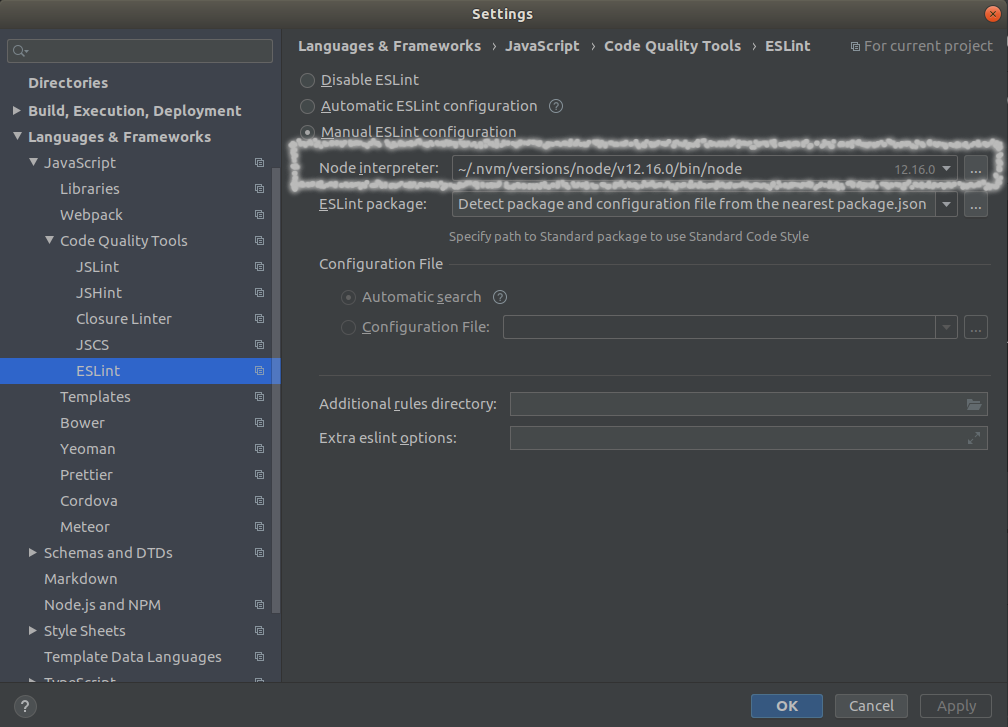 Settings
Directories
Build, Execution, Deployment
Languages & Frameworks
JavaScript
Libraries
Webpack
Code Quality Tools
JSLint
JSHint
Closure Linter
JSCS
ESLint
Templates
Bower
Yeoman
Prettier
Cordova
Meteor
Schemas and DTDs
Markdown
Node.js and NPM
Style Sheets
Template Data Languages
TypeScript
Languages & Frameworks › JavaScript › Code Quality Tools › ESLint For current project
Disable ESLint
Automatic ESLint configuration ?
Manual ESLint configuration
Node interpreter: ~/.nvm/versions/node/v12.16.0/bin/node 12.16.0 ...
ESLint package: Detect package and configuration file from the nearest package.json ...
Specify path to Standard package to use Standard Code Style
Configuration File
Automatic search ?
Configuration File: ...
Additional rules directory:
Extra eslint options:
? OK Cancel Apply